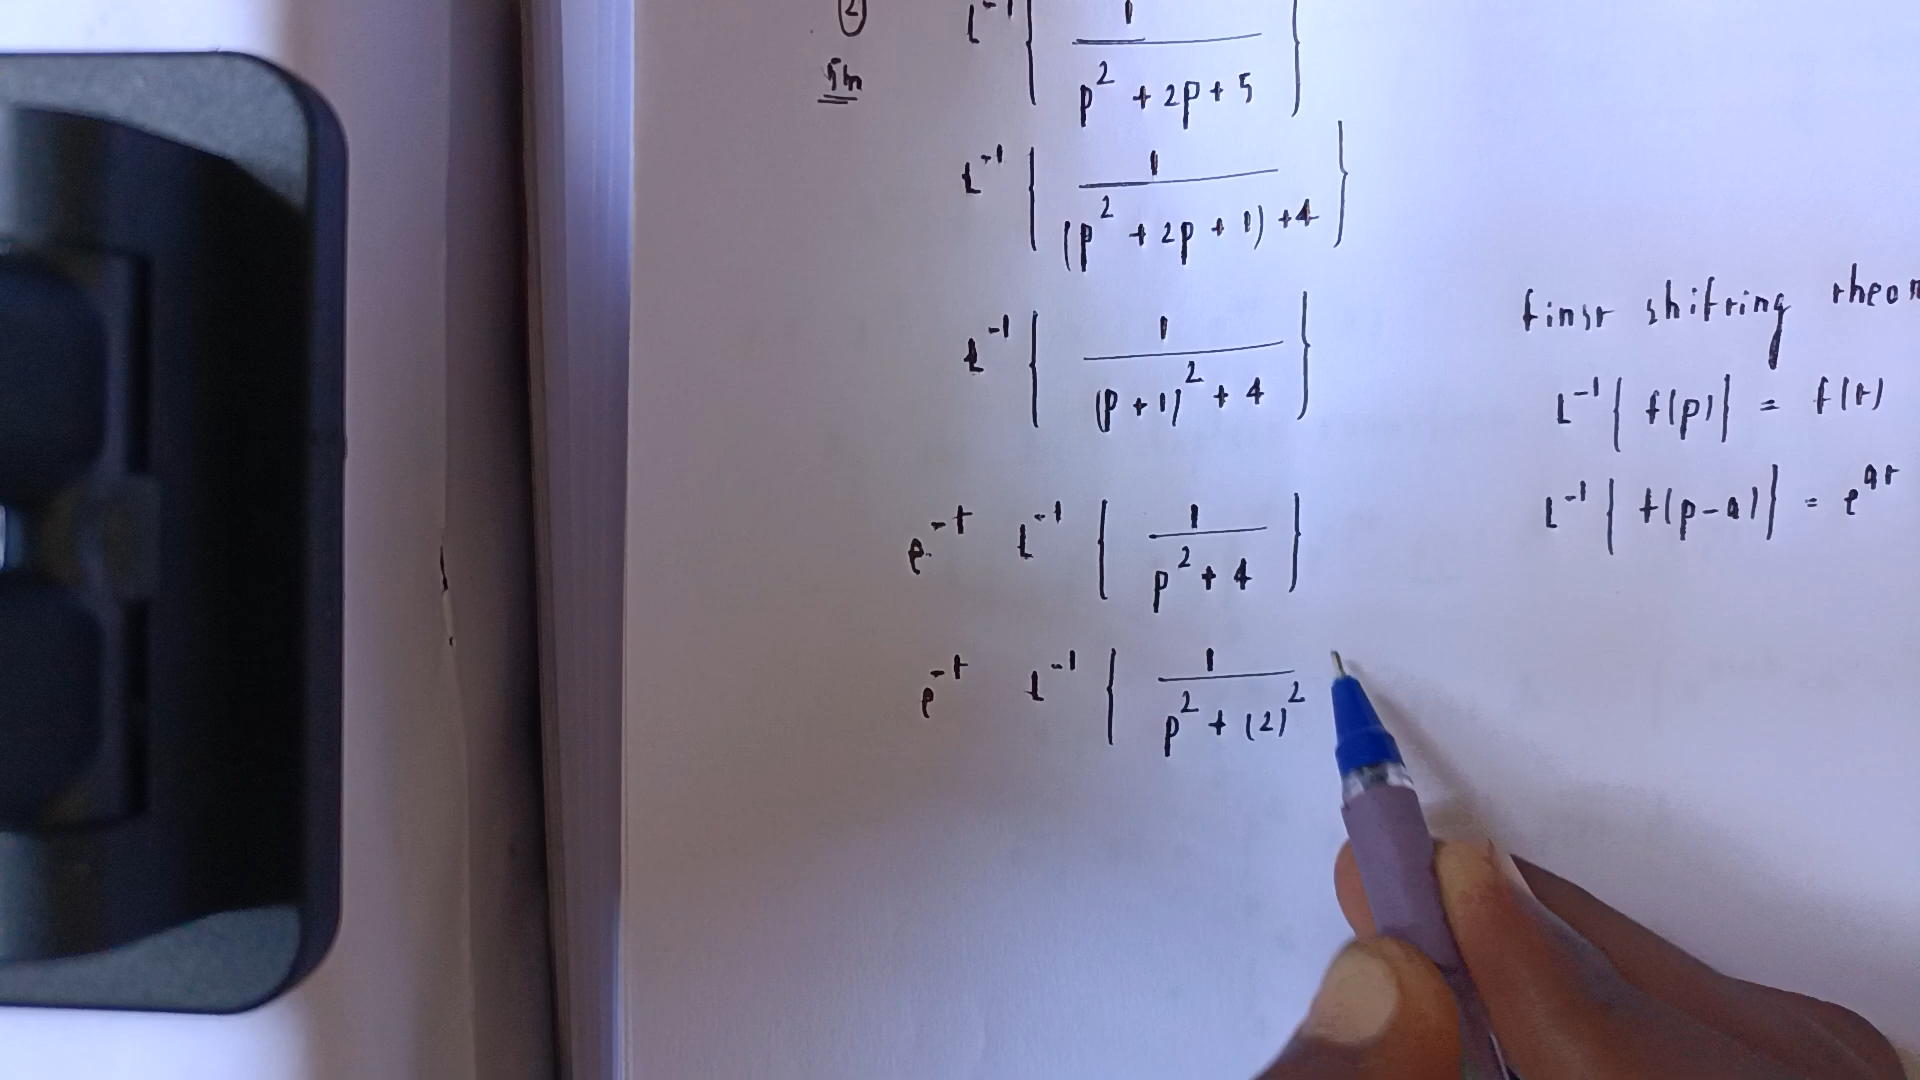 ② L⁻¹ { 1 / p² + 2p + 5 }
sm
L⁻¹ { 1 / (p² + 2p + 1) + 4 }
L⁻¹ { 1 / (p + 1)² + 4 }
e⁻ᵗ L⁻¹ { 1 / p² + 4 }
e⁻ᵗ L⁻¹ { 1 / p² + (2)²
first shifting theor
L⁻¹ { f(p) } = f(t)
L⁻¹ { f(p - a) } = eᵃᵗ